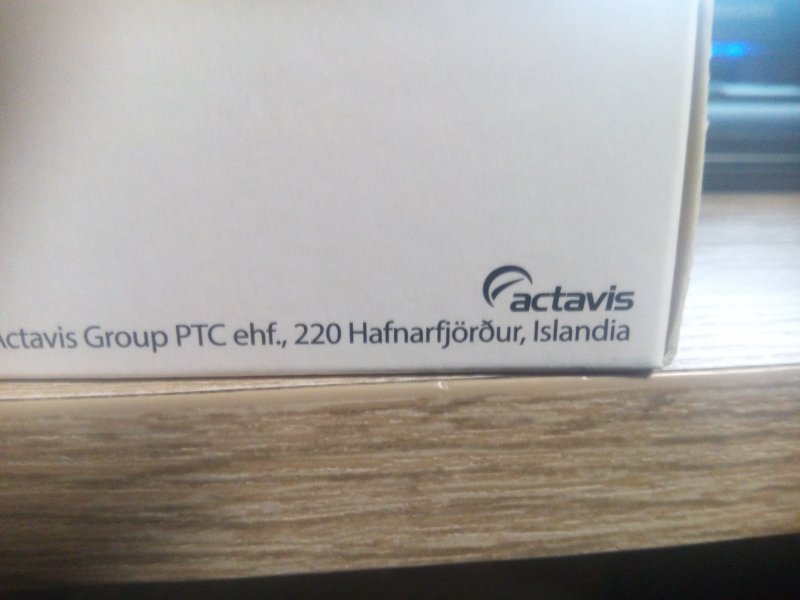 actavis
Actavis Group PTC ehf., 220 Hafnarfjörður, Islandia